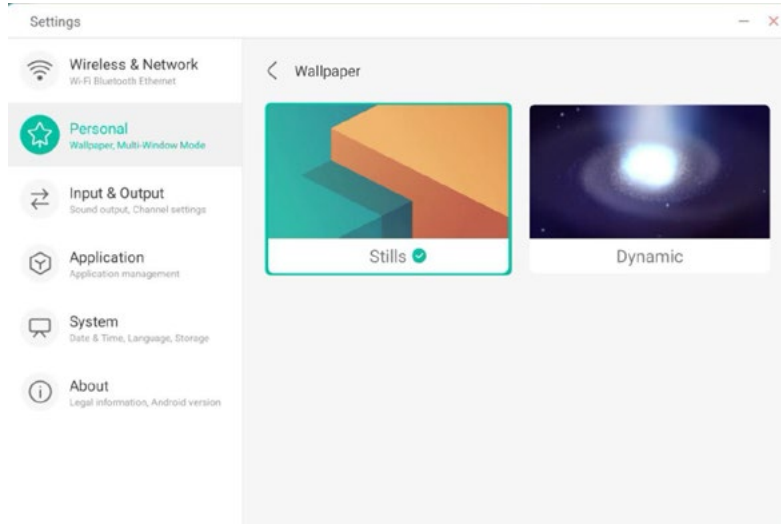 Settings
Wireless & Network
Wi-Fi Bluetooth Ethernet
Personal
Wallpaper, Multi-Window Mode
Input & Output
Sound output, Channel settings
Application
Application management
System
Date & Time, Language, Storage
About
Legal information, Android version
Wallpaper
Stills
Dynamic